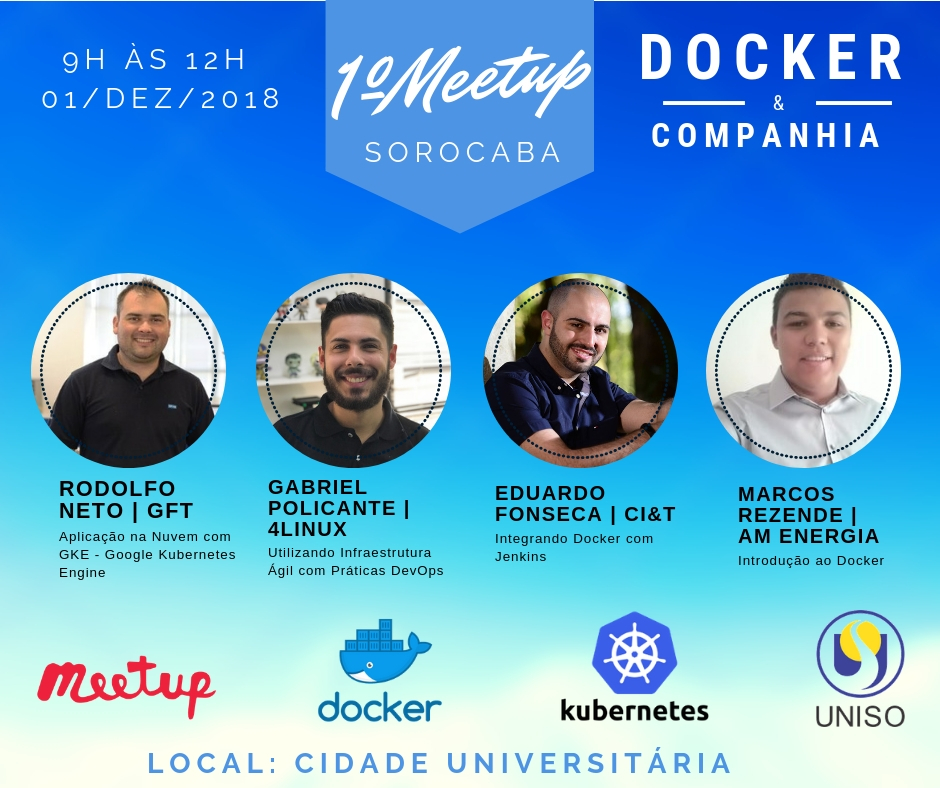 9H ÀS 12H
01/DEZ/2018
1º Meetup
SOROCABA
DOCKER
&
COMPANHIA
RODOLFO
NETO | GFT
Aplicação na Nuvem com
GKE - Google Kubernetes
Engine
GABRIEL
POLICANTE |
4LINUX
Utilizando Infraestrutura
Ágil com Práticas DevOps
EDUARDO
FONSECA | CI&T
Integrando Docker com
Jenkins
MARCOS
REZENDE |
AM ENERGIA
Introdução ao Docker
meetup
docker
kubernetes
UNISO
LOCAL: CIDADE UNIVERSITÁRIA